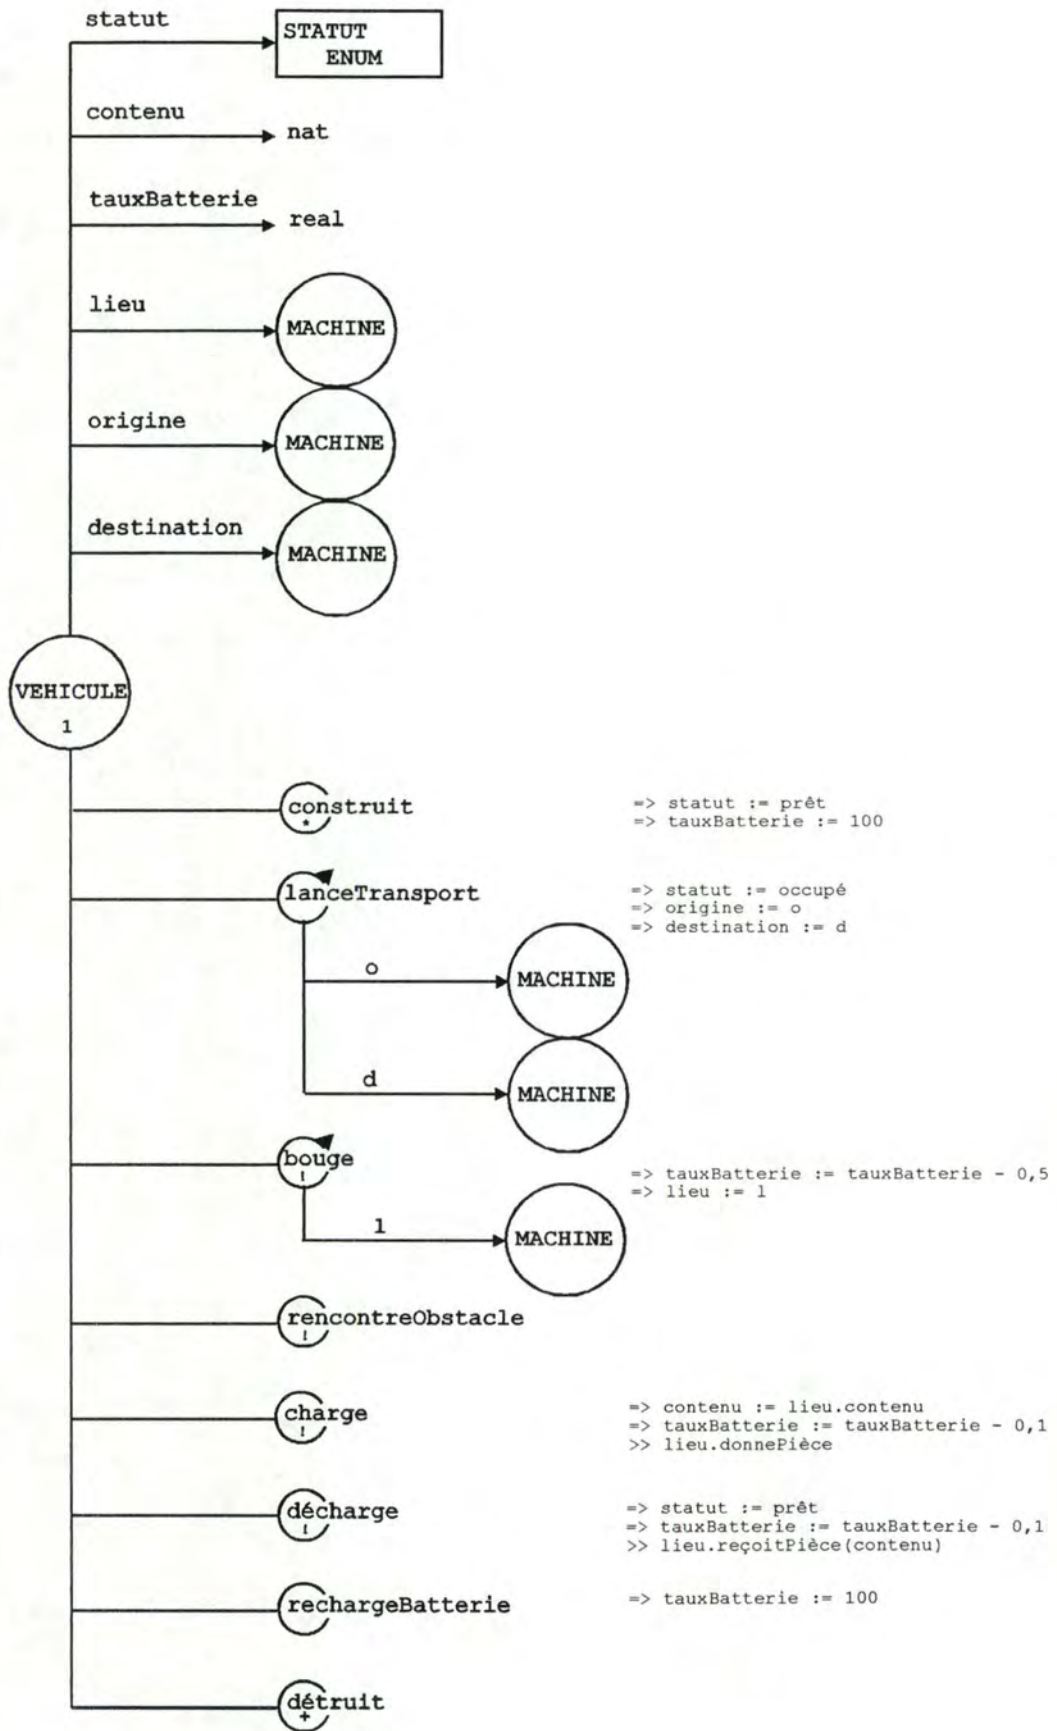 statut
STATUT
ENUM
contenu
nat
tauxBatterie
real
lieu
MACHINE
origine
MACHINE
destination
MACHINE
VEHICULE
1
construit
*
=> statut := prêt
=> tauxBatterie := 100
lanceTransport
=> statut := occupé
=> origine := o
=> destination := d
o
MACHINE
d
MACHINE
bouge
!
=> tauxBatterie := tauxBatterie - 0,5
=> lieu := l
l
MACHINE
rencontreObstacle
!
charge
!
=> contenu := lieu.contenu
=> tauxBatterie := tauxBatterie - 0,1
>> lieu.donnePièce
décharge
!
=> statut := prêt
=> tauxBatterie := tauxBatterie - 0,1
>> lieu.reçoitPièce(contenu)
rechargeBatterie
=> tauxBatterie := 100
détruit
+